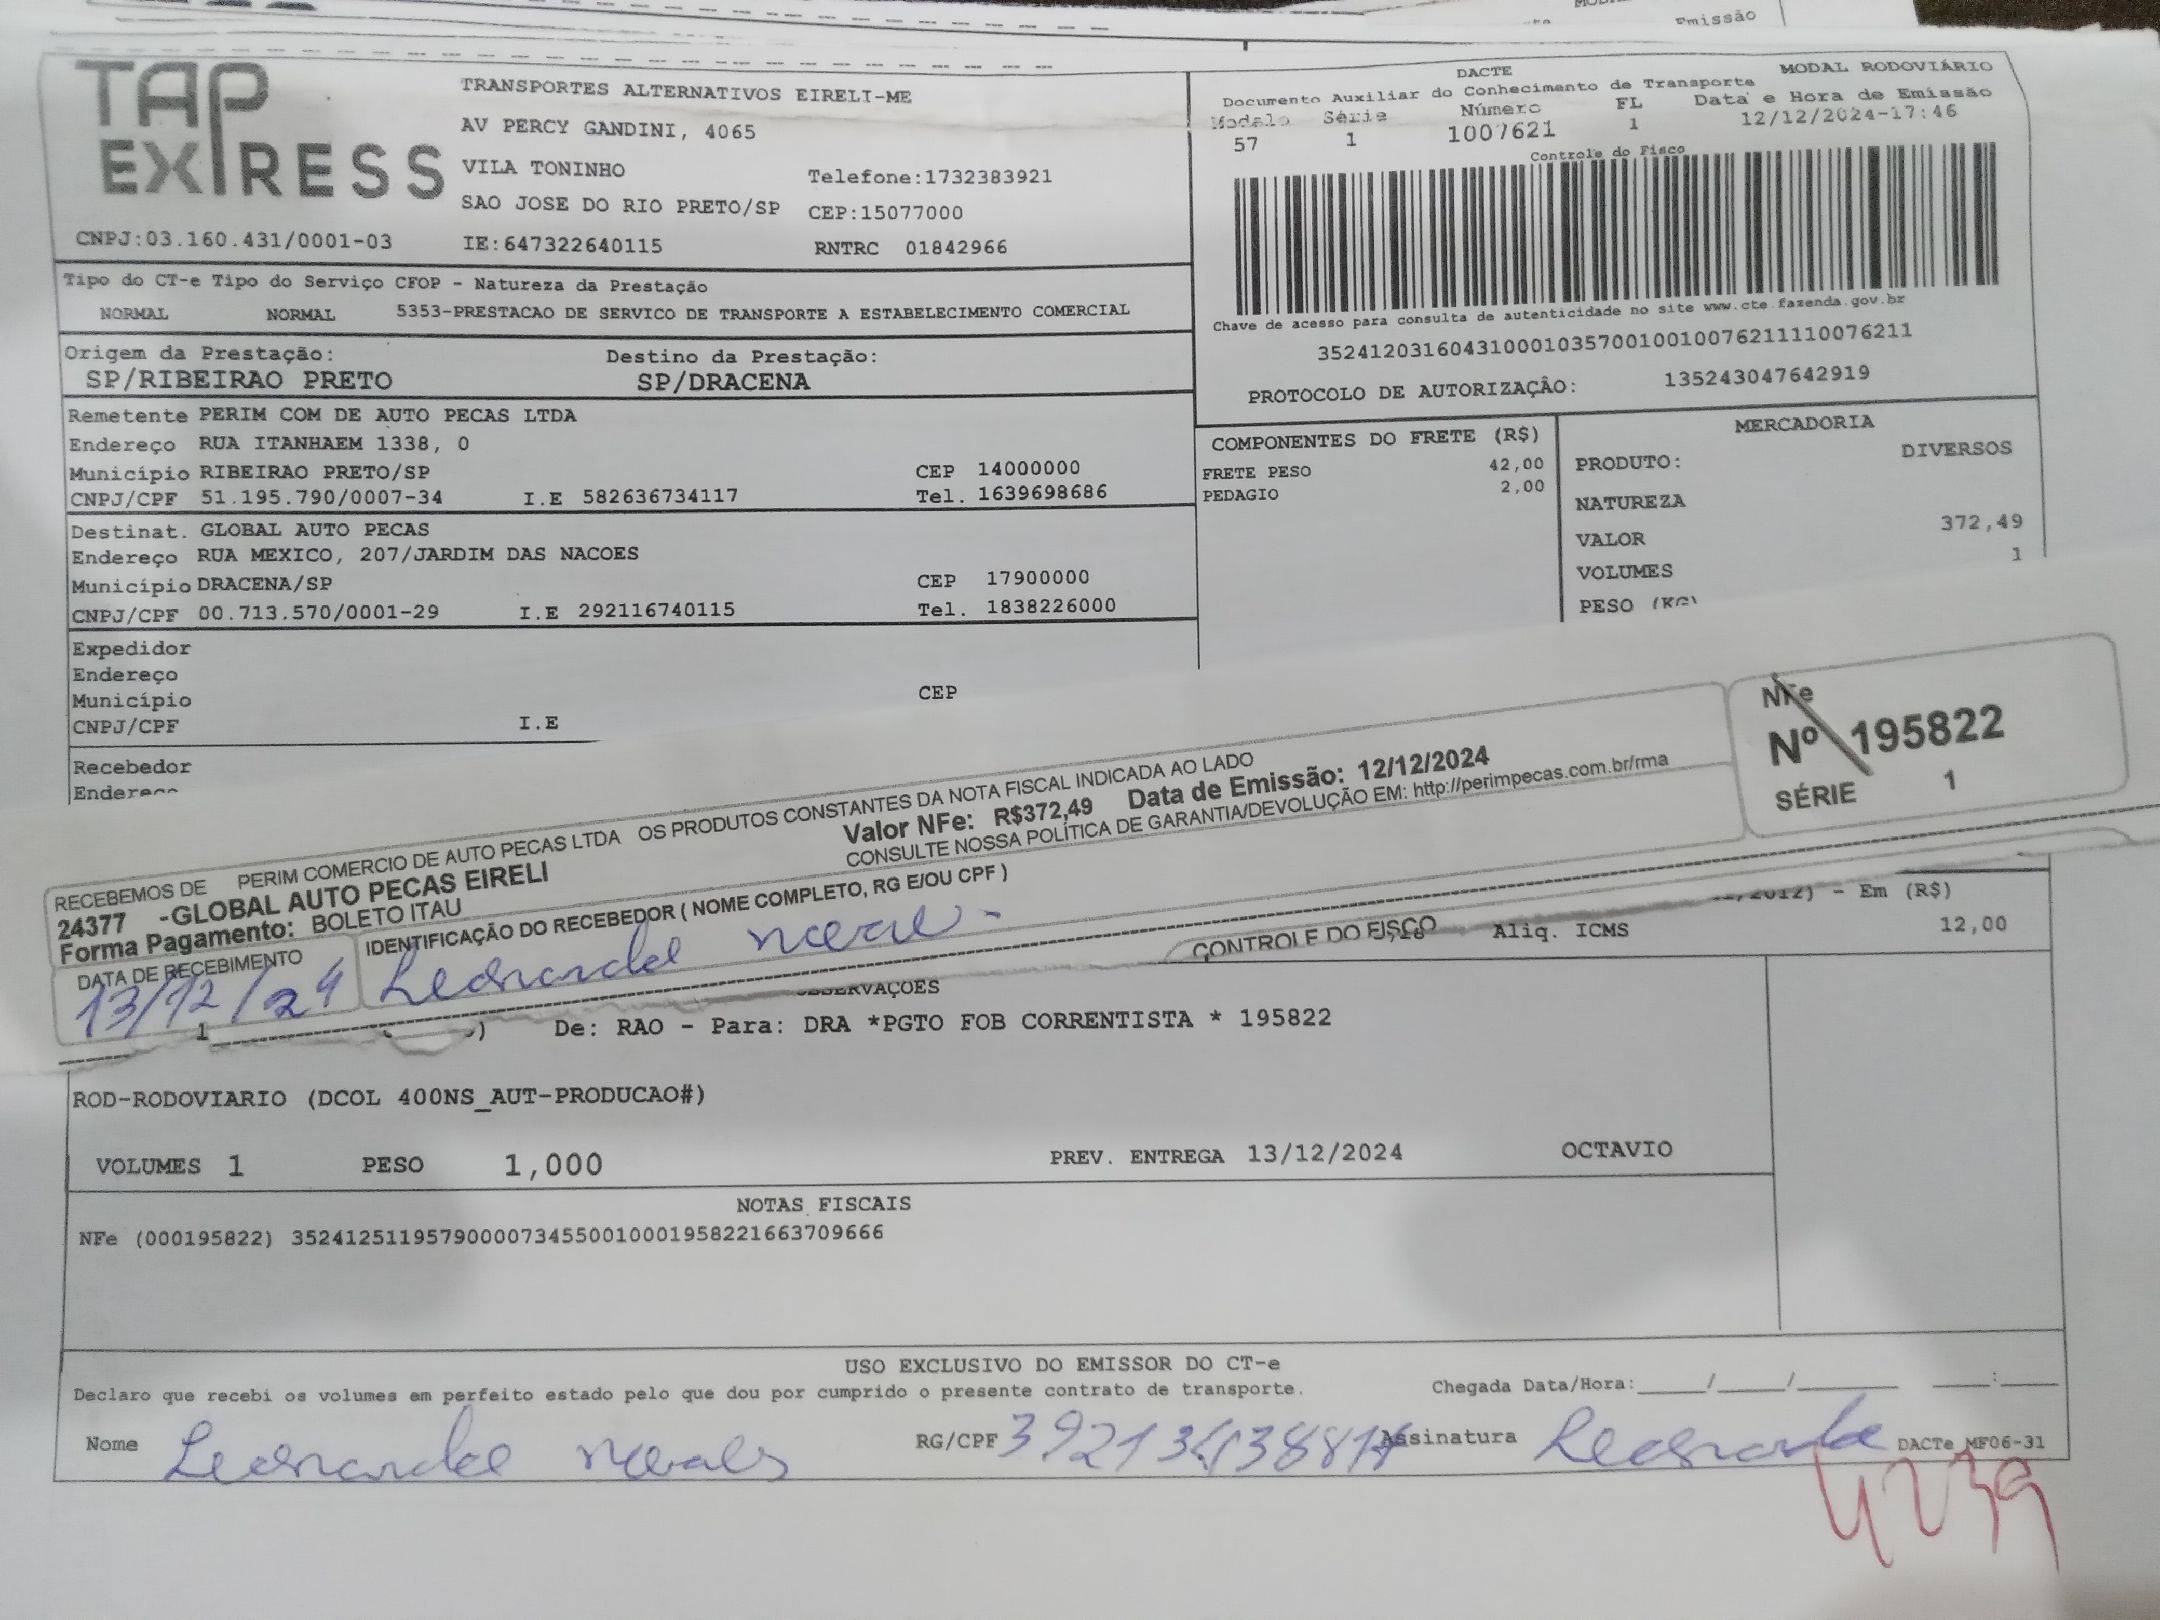 Emissão
TAP EXPRESS
TRANSPORTES ALTERNATIVOS EIRELI-ME
AV PERCY GANDINI, 4065
VILA TONINHO
Telefone:1732383921
SAO JOSE DO RIO PRETO/SP CEP:15077000
CNPJ:03.160.431/0001-03 IE:647322640115 RNTRC 01842966
DACTE MODAL RODOVIÁRIO
Documento Auxiliar do Conhecimento de Transporte
Modelo Série Número FL Data e Hora de Emissão
57 1 1007621 1 12/12/2024-17:46
Controle do Fisco
Chave de acesso para consulta de autenticidade no site www.cte.fazenda.gov.br
35241203160431000103570010010076211110076211
PROTOCOLO DE AUTORIZAÇÃO: 135243047642919
Tipo do CT-e Tipo do Serviço CFOP - Natureza da Prestação
NORMAL NORMAL 5353-PRESTACAO DE SERVICO DE TRANSPORTE A ESTABELECIMENTO COMERCIAL
Origem da Prestação: Destino da Prestação:
SP/RIBEIRAO PRETO SP/DRACENA
Remetente PERIM COM DE AUTO PECAS LTDA
Endereço RUA ITANHAEM 1338, 0
Município RIBEIRAO PRETO/SP CEP 14000000
CNPJ/CPF 51.195.790/0007-34 I.E 582636734117 Tel. 1639698686
Destinat. GLOBAL AUTO PECAS
Endereço RUA MEXICO, 207/JARDIM DAS NACOES
Município DRACENA/SP CEP 17900000
CNPJ/CPF 00.713.570/0001-29 I.E 292116740115 Tel. 1838226000
Expedidor
Endereço
Município CEP
CNPJ/CPF I.E
Recebedor
Endereço
COMPONENTES DO FRETE (R$)
FRETE PESO 42,00
PEDAGIO 2,00
MERCADORIA
PRODUTO: DIVERSOS
NATUREZA
VALOR 372,49
VOLUMES 1
PESO (KG)
RECEBEMOS DE PERIM COMERCIO DE AUTO PECAS LTDA OS PRODUTOS CONSTANTES DA NOTA FISCAL INDICADA AO LADO
24377 -GLOBAL AUTO PECAS EIRELI Valor NFe: R$372,49 Data de Emissão: 12/12/2024
Forma Pagamento: BOLETO ITAU CONSULTE NOSSA POLÍTICA DE GARANTIA/DEVOLUÇÃO EM: http://perimpecas.com.br/rma
DATA DE RECEBIMENTO IDENTIFICAÇÃO DO RECEBEDOR ( NOME COMPLETO, RG E/OU CPF )
13/12/24 Leonardo
NFe
Nº 195822
SÉRIE 1
CONTROLE DO FISCO
2012) - Em (R$)
Aliq. ICMS 12,00
OBSERVAÇOES
1 De: RAO - Para: DRA *PGTO FOB CORRENTISTA * 195822
ROD-RODOVIARIO (DCOL 400NS_AUT-PRODUCAO#)
VOLUMES 1 PESO 1,000 PREV. ENTREGA 13/12/2024 OCTAVIO
NOTAS FISCAIS
NFe (000195822) 35241251195790000734550010001958221663709666
USO EXCLUSIVO DO EMISSOR DO CT-e
Declaro que recebi os volumes em perfeito estado pelo que dou por cumprido o presente contrato de transporte. Chegada Data/Hora:_____/_____/________ ____:____
Nome Leonardo RG/CPF Assinatura Leonardo DACTe MF06-31
4239